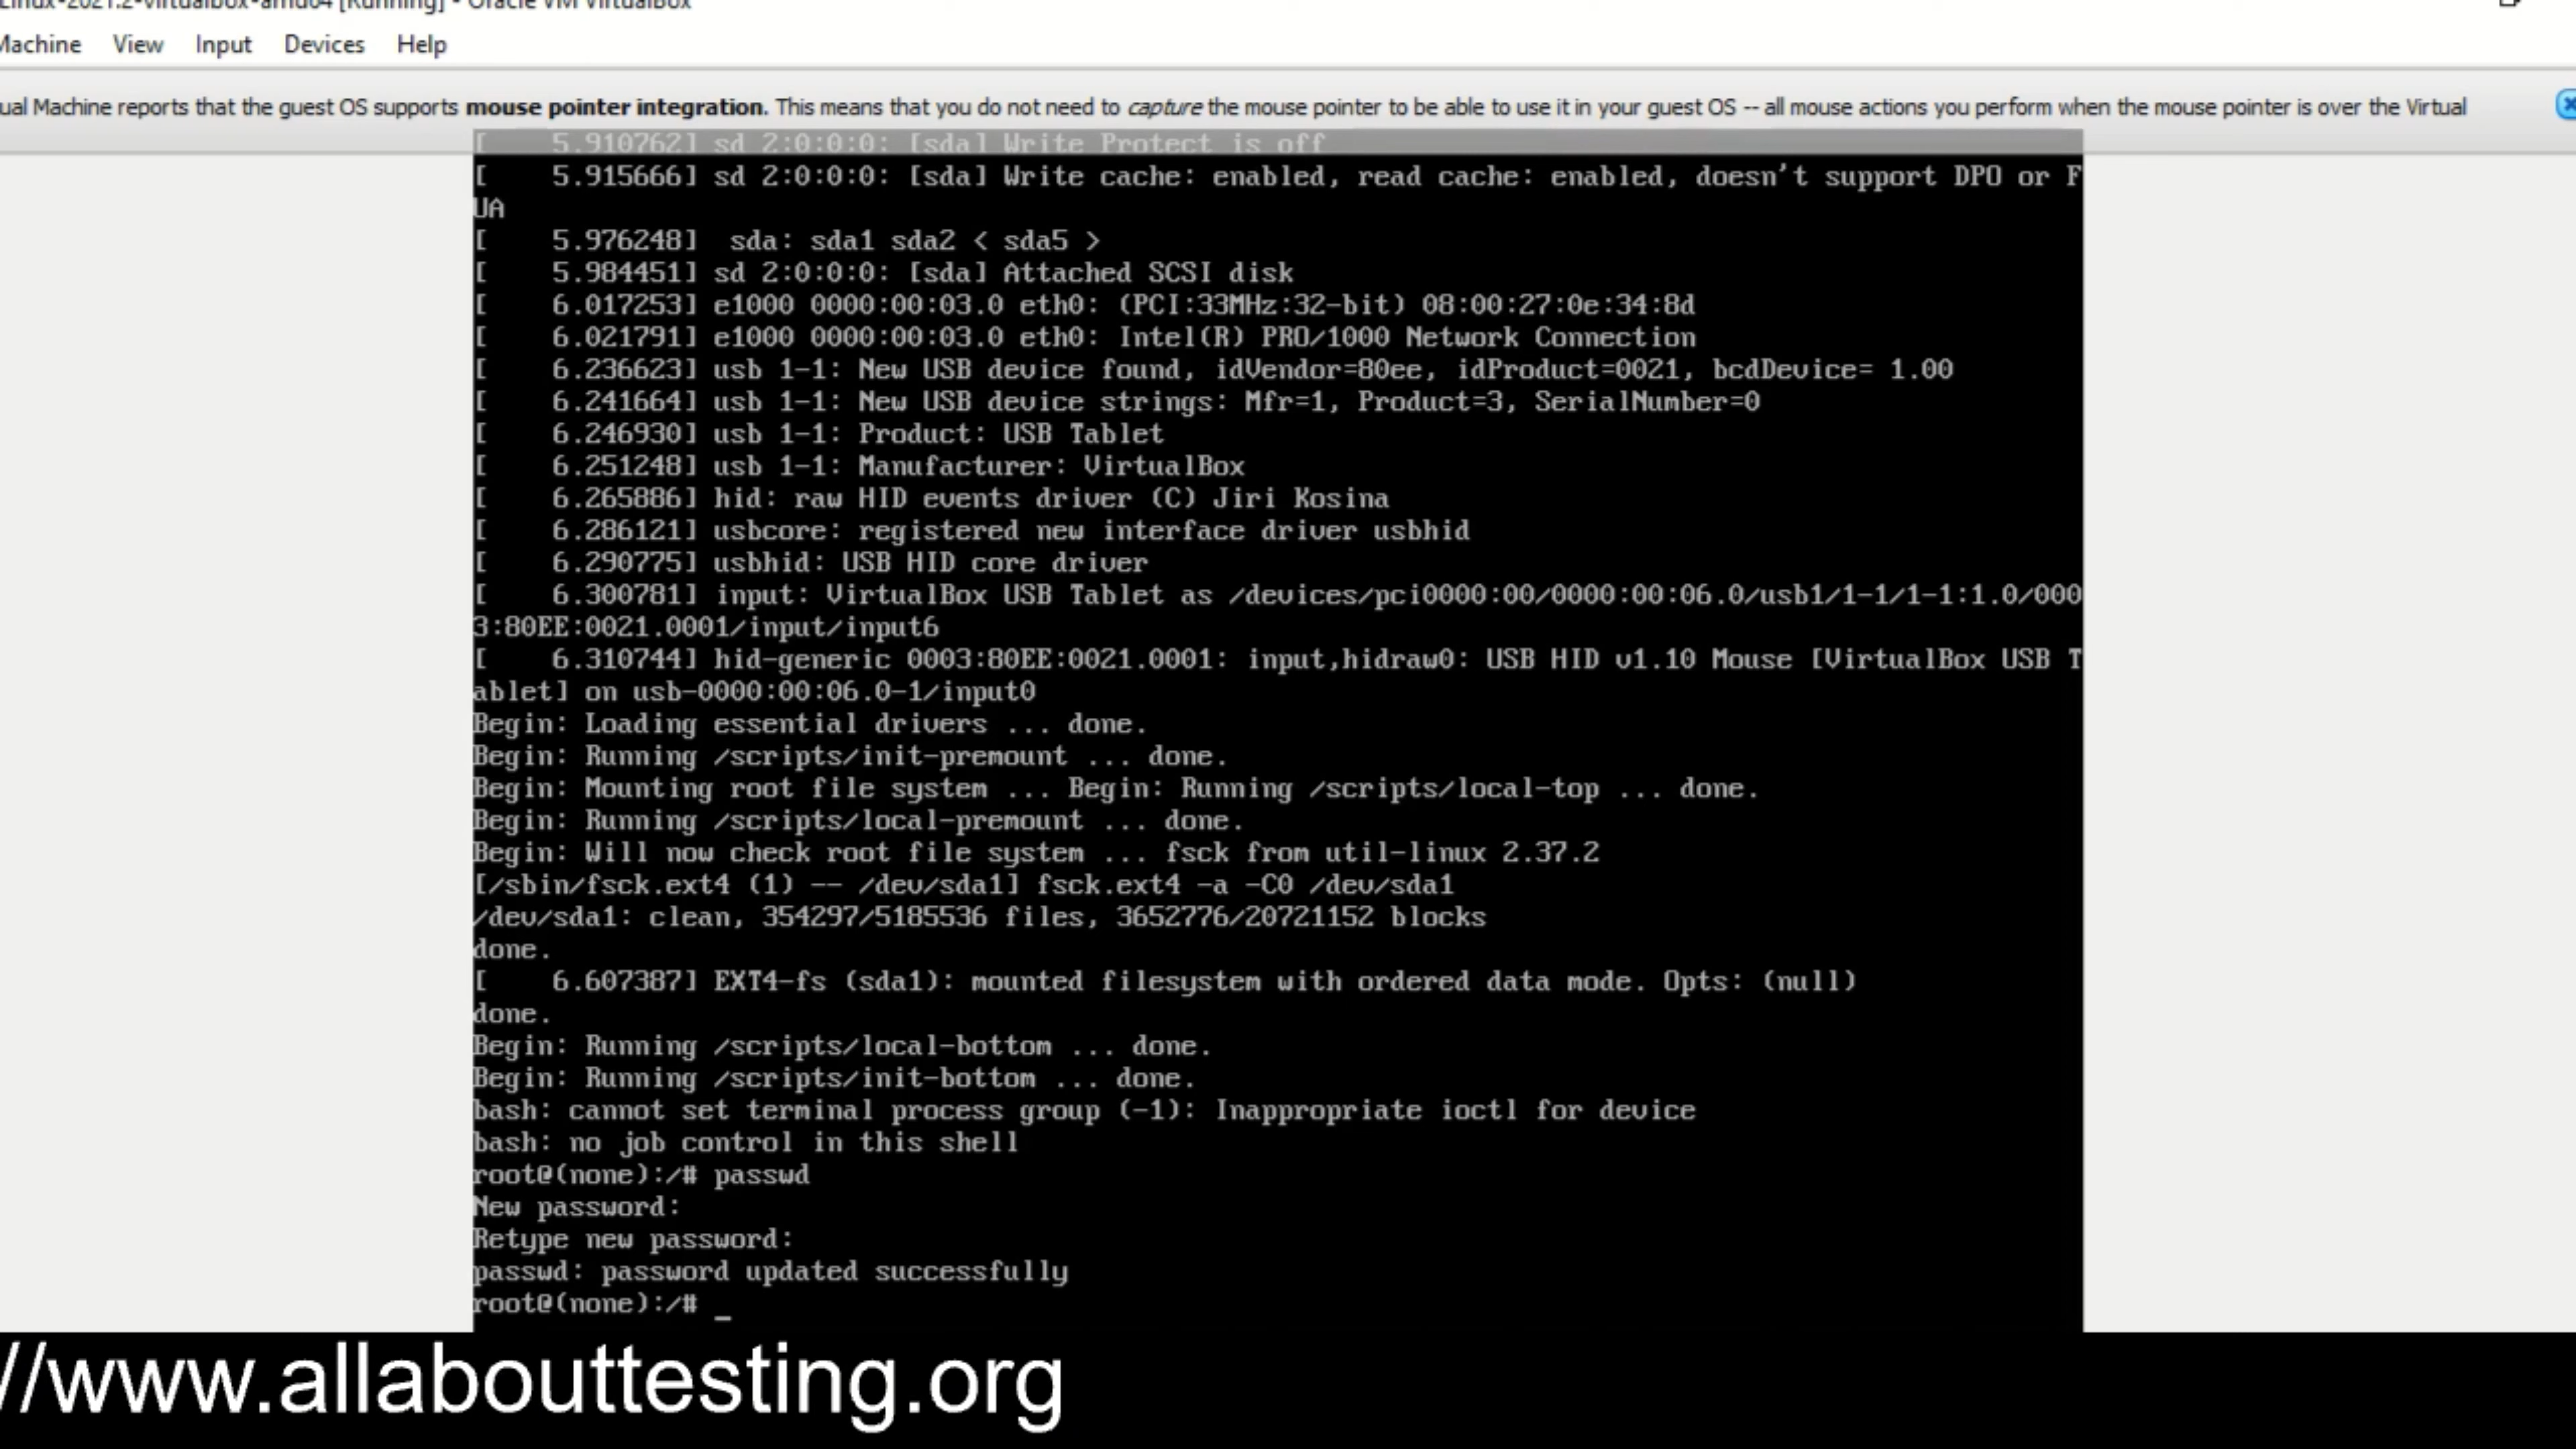 Linux-2021.2-virtualbox-amd64 [Running] - Oracle VM VirtualBox
Machine View Input Devices Help
ual Machine reports that the guest OS supports mouse pointer integration. This means that you do not need to capture the mouse pointer to be able to use it in your guest OS -- all mouse actions you perform when the mouse pointer is over the Virtual
[    5.910762] sd 2:0:0:0: [sda] Write Protect is off
[    5.915666] sd 2:0:0:0: [sda] Write cache: enabled, read cache: enabled, doesn't support DPO or F
UA
[    5.976248]  sda: sda1 sda2 < sda5 >
[    5.984451] sd 2:0:0:0: [sda] Attached SCSI disk
[    6.017253] e1000 0000:00:03.0 eth0: (PCI:33MHz:32-bit) 08:00:27:0e:34:8d
[    6.021791] e1000 0000:00:03.0 eth0: Intel(R) PRO/1000 Network Connection
[    6.236623] usb 1-1: New USB device found, idVendor=80ee, idProduct=0021, bcdDevice= 1.00
[    6.241664] usb 1-1: New USB device strings: Mfr=1, Product=3, SerialNumber=0
[    6.246930] usb 1-1: Product: USB Tablet
[    6.251248] usb 1-1: Manufacturer: VirtualBox
[    6.265886] hid: raw HID events driver (C) Jiri Kosina
[    6.286121] usbcore: registered new interface driver usbhid
[    6.290775] usbhid: USB HID core driver
[    6.300781] input: VirtualBox USB Tablet as /devices/pci0000:00/0000:00:06.0/usb1/1-1/1-1:1.0/000
3:80EE:0021.0001/input/input6
[    6.310744] hid-generic 0003:80EE:0021.0001: input,hidraw0: USB HID v1.10 Mouse [VirtualBox USB T
ablet] on usb-0000:00:06.0-1/input0
Begin: Loading essential drivers ... done.
Begin: Running /scripts/init-premount ... done.
Begin: Mounting root file system ... Begin: Running /scripts/local-top ... done.
Begin: Running /scripts/local-premount ... done.
Begin: Will now check root file system ... fsck from util-linux 2.37.2
[/sbin/fsck.ext4 (1) -- /dev/sda1] fsck.ext4 -a -C0 /dev/sda1
/dev/sda1: clean, 354297/5185536 files, 3652776/20721152 blocks
done.
[    6.607387] EXT4-fs (sda1): mounted filesystem with ordered data mode. Opts: (null)
done.
Begin: Running /scripts/local-bottom ... done.
Begin: Running /scripts/init-bottom ... done.
bash: cannot set terminal process group (-1): Inappropriate ioctl for device
bash: no job control in this shell
root@(none):/# passwd
New password:
Retype new password:
passwd: password updated successfully
root@(none):/# _
//www.allabouttesting.org